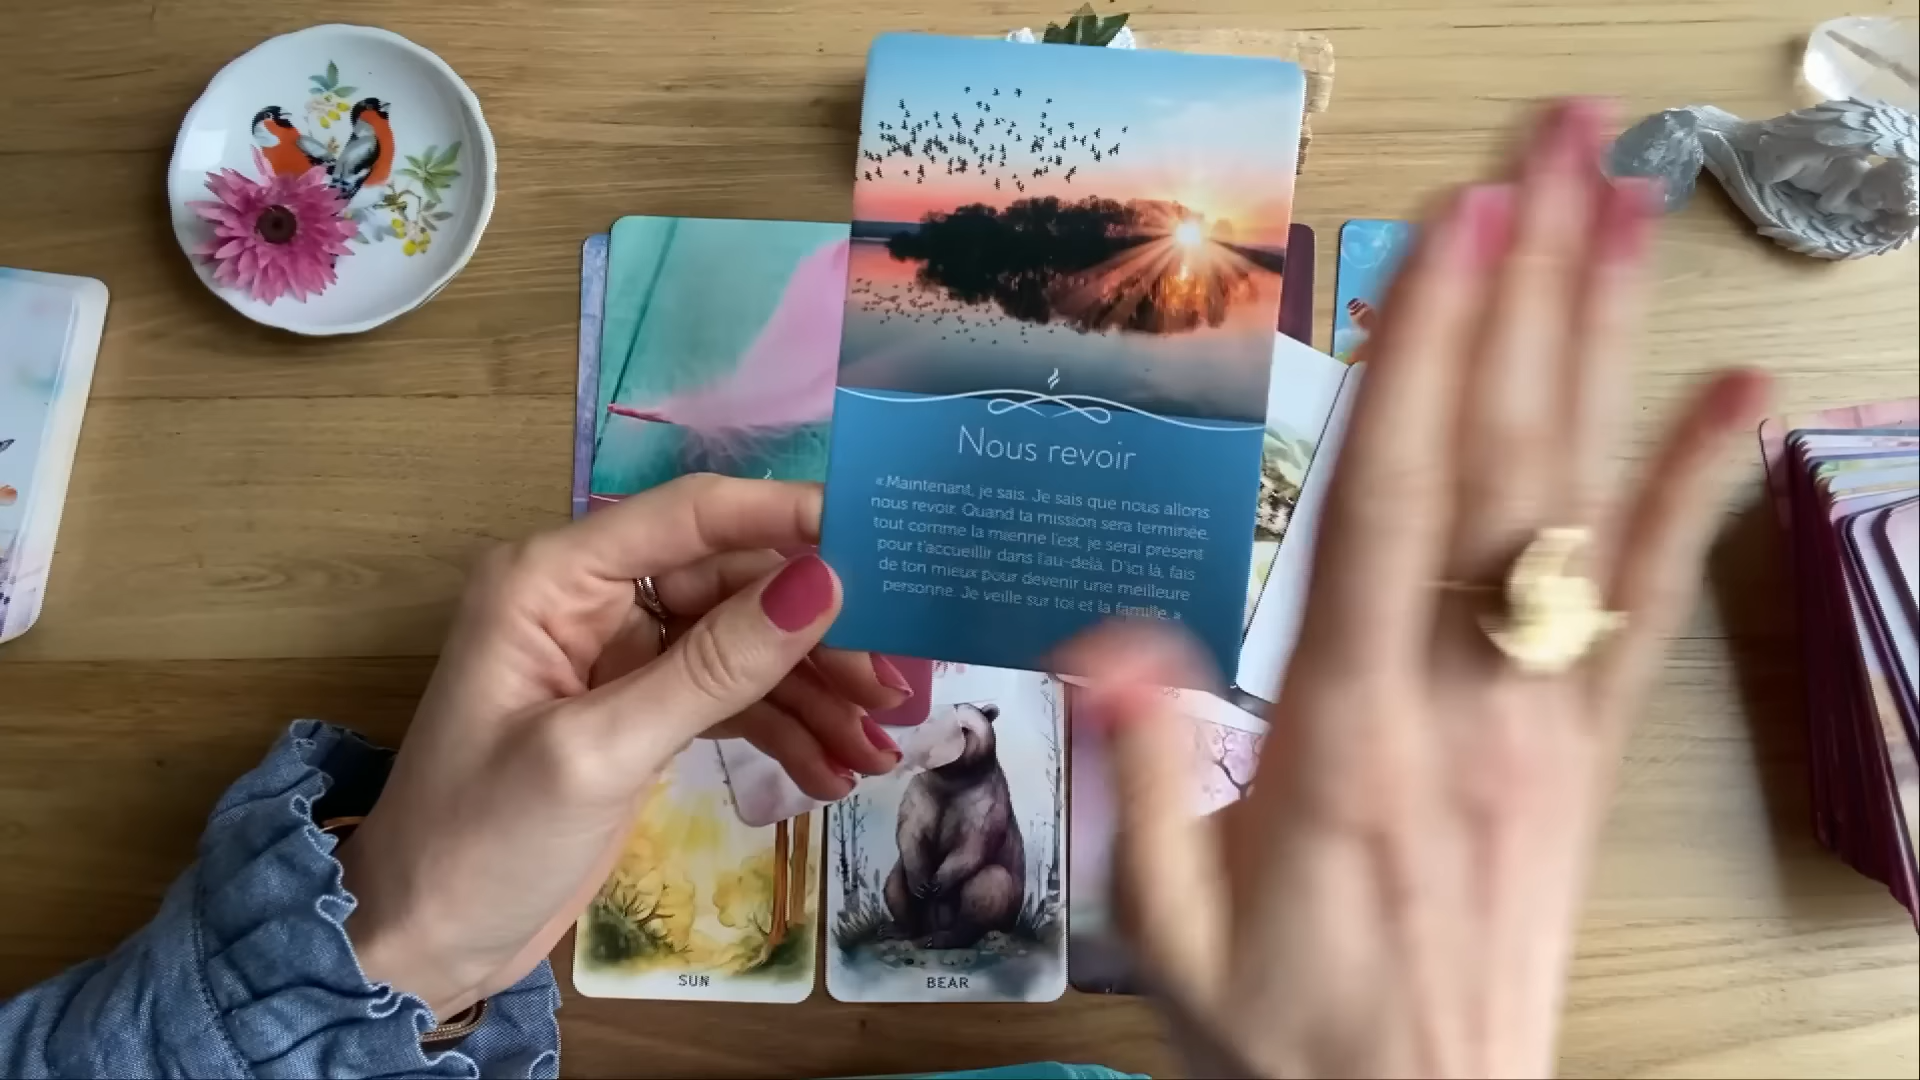 Nous revoir
« Maintenant, je sais. Je sais que nous allons
nous revoir. Quand ta mission sera terminée,
tout comme la mienne l'est, je serai présent
pour t'accueillir dans l'au-delà. D'ici là, fais
de ton mieux pour devenir une meilleure
personne. Je veille sur toi et la famille. »
SUN
BEAR